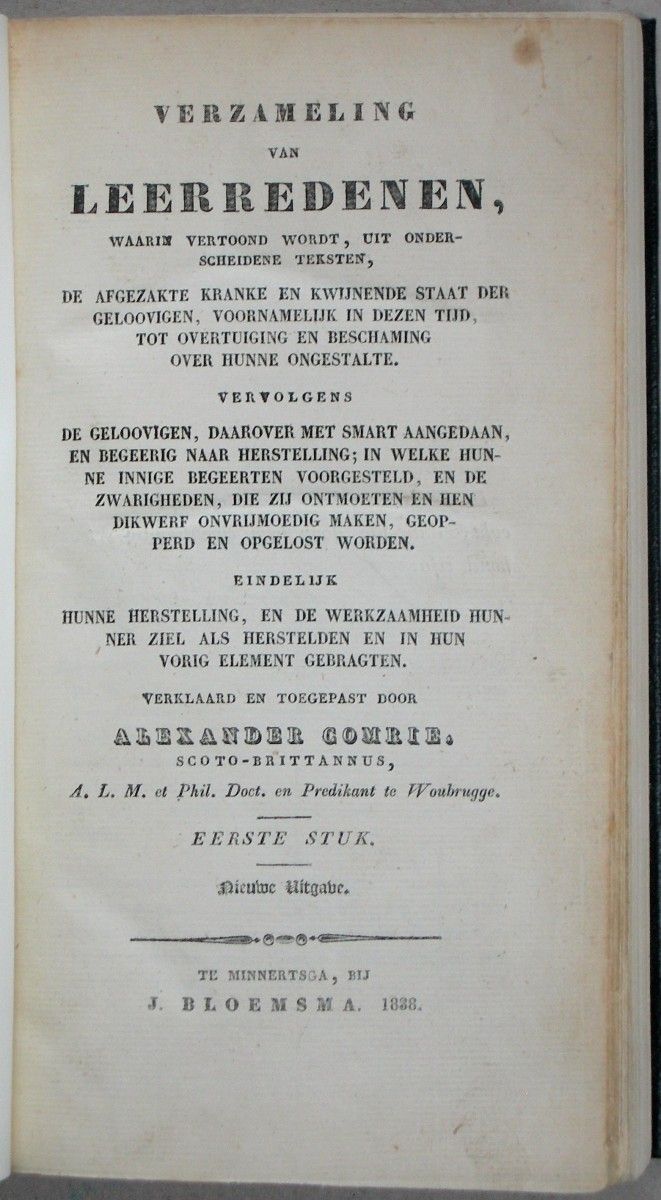 VERZAMELING
VAN
LEERREDENEN,
WAARIN VERTOOND WORDT, UIT ONDER-
SCHEIDENE TEKSTEN,
DE AFGEZAKTE KRANKE EN KWIJNENDE STAAT DER
GELOOVIGEN, VOORNAMELIJK IN DEZEN TIJD,
TOT OVERTUIGING EN BESCHAMING
OVER HUNNE ONGESTALTE.
VERVOLGENS
DE GELOOVIGEN, DAAROVER MET SMART AANGEDAAN,
EN BEGEERIG NAAR HERSTELLING; IN WELKE HUN-
NE INNIGE BEGEERTEN VOORGESTELD, EN DE
ZWARIGHEDEN, DIE ZIJ ONTMOETEN EN HEN
DIKWERF ONVRIJMOEDIG MAKEN, GEOP-
PERD EN OPGELOST WORDEN.
EINDELIJK
HUNNE HERSTELLING, EN DE WERKZAAMHEID HUN-
NER ZIEL ALS HERSTELDEN EN IN HUN
VORIG ELEMENT GEBRAGTEN.
VERKLAARD EN TOEGEPAST DOOR
ALEXANDER COMRIE.
SCOTO-BRITTANNUS,
A. L. M. et Phil. Doct. en Predikant te Woubrugge.
EERSTE STUK.
Nieuwe Uitgave.
TE MINNERTSGA, BIJ
J. BLOEMSMA. 1838.